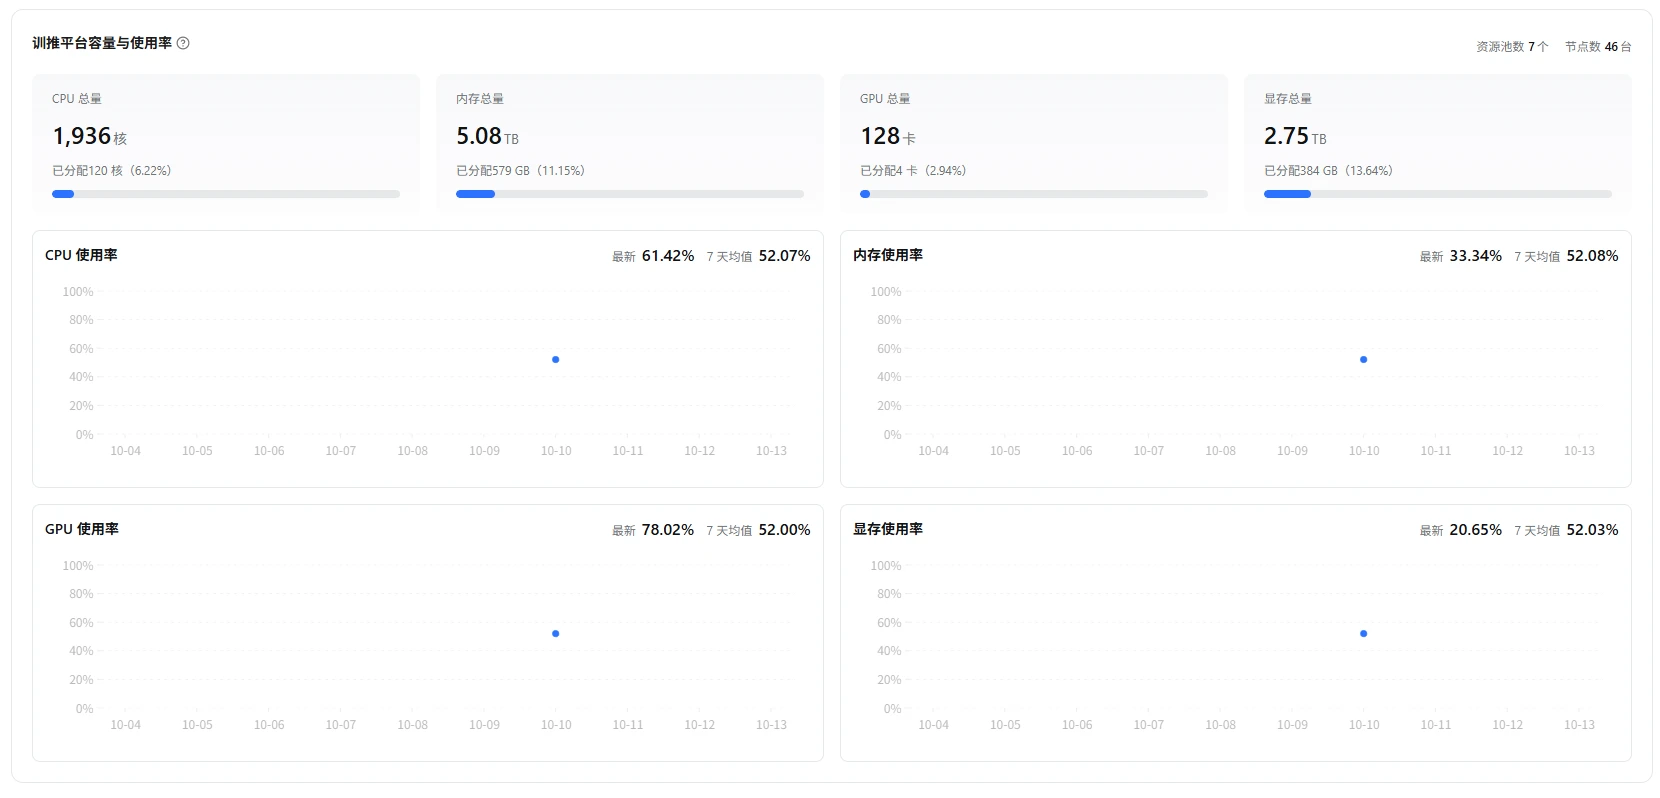 训推平台容量与使用率
资源池数 7 个 节点数 46 台
CPU 总量
1,936 核
已分配120 核（6.22%）
内存总量
5.08 TB
已分配579 GB（11.15%）
GPU 总量
128 卡
已分配4 卡（2.94%）
显存总量
2.75 TB
已分配384 GB（13.64%）
CPU 使用率
最新 61.42% 7 天均值 52.07%
100%
80%
60%
40%
20%
0%
10-04 10-05 10-06 10-07 10-08 10-09 10-10 10-11 10-12 10-13
内存使用率
最新 33.34% 7 天均值 52.08%
100%
80%
60%
40%
20%
0%
10-04 10-05 10-06 10-07 10-08 10-09 10-10 10-11 10-12 10-13
GPU 使用率
最新 78.02% 7 天均值 52.00%
100%
80%
60%
40%
20%
0%
10-04 10-05 10-06 10-07 10-08 10-09 10-10 10-11 10-12 10-13
显存使用率
最新 20.65% 7 天均值 52.03%
100%
80%
60%
40%
20%
0%
10-04 10-05 10-06 10-07 10-08 10-09 10-10 10-11 10-12 10-13